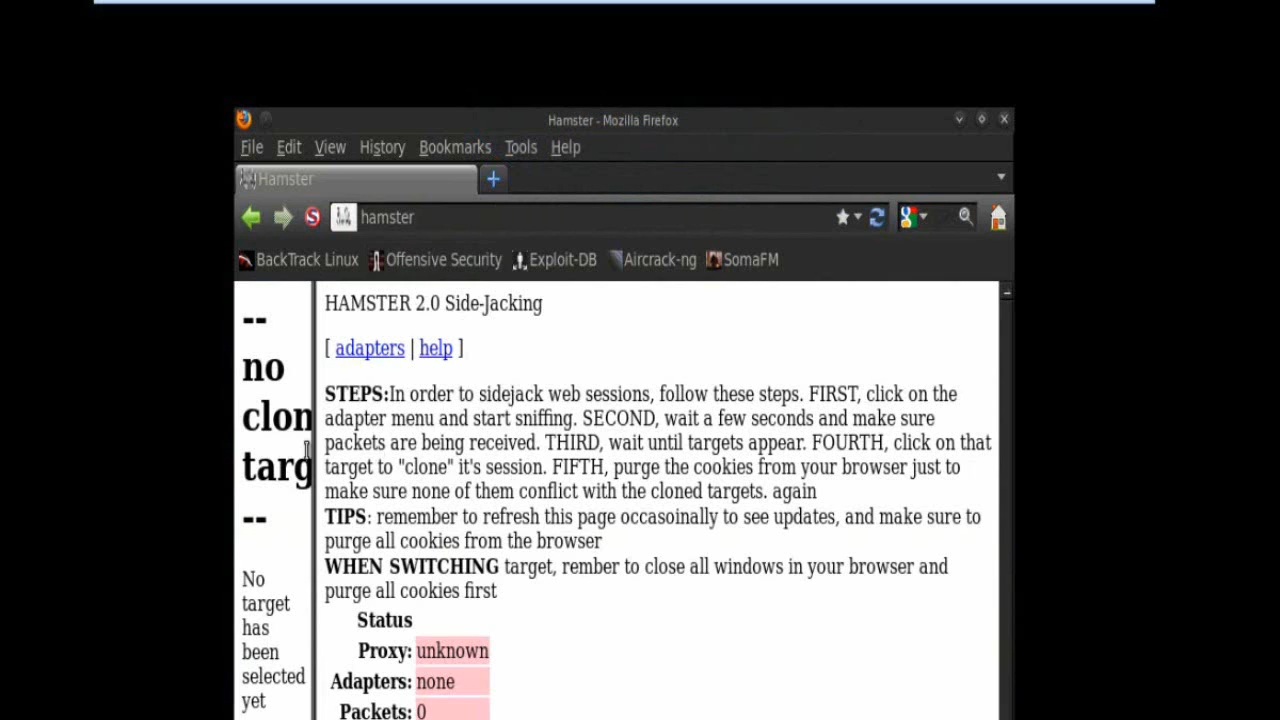 Hamster - Mozilla Firefox
File Edit View History Bookmarks Tools Help
Hamster
hamster
BackTrack Linux Offensive Security Exploit-DB Aircrack-ng SomaFM
--
no
clon
targ
--
No
target
has
been
selected
yet
HAMSTER 2.0 Side-Jacking
[ adapters | help ]
STEPS:In order to sidejack web sessions, follow these steps. FIRST, click on the
adapter menu and start sniffing. SECOND, wait a few seconds and make sure
packets are being received. THIRD, wait until targets appear. FOURTH, click on that
target to "clone" it's session. FIFTH, purge the cookies from your browser just to
make sure none of them conflict with the cloned targets. again
TIPS: remember to refresh this page occasoinally to see updates, and make sure to
purge all cookies from the browser
WHEN SWITCHING target, rember to close all windows in your browser and
purge all cookies first
Status
Proxy: unknown
Adapters: none
Packets: 0